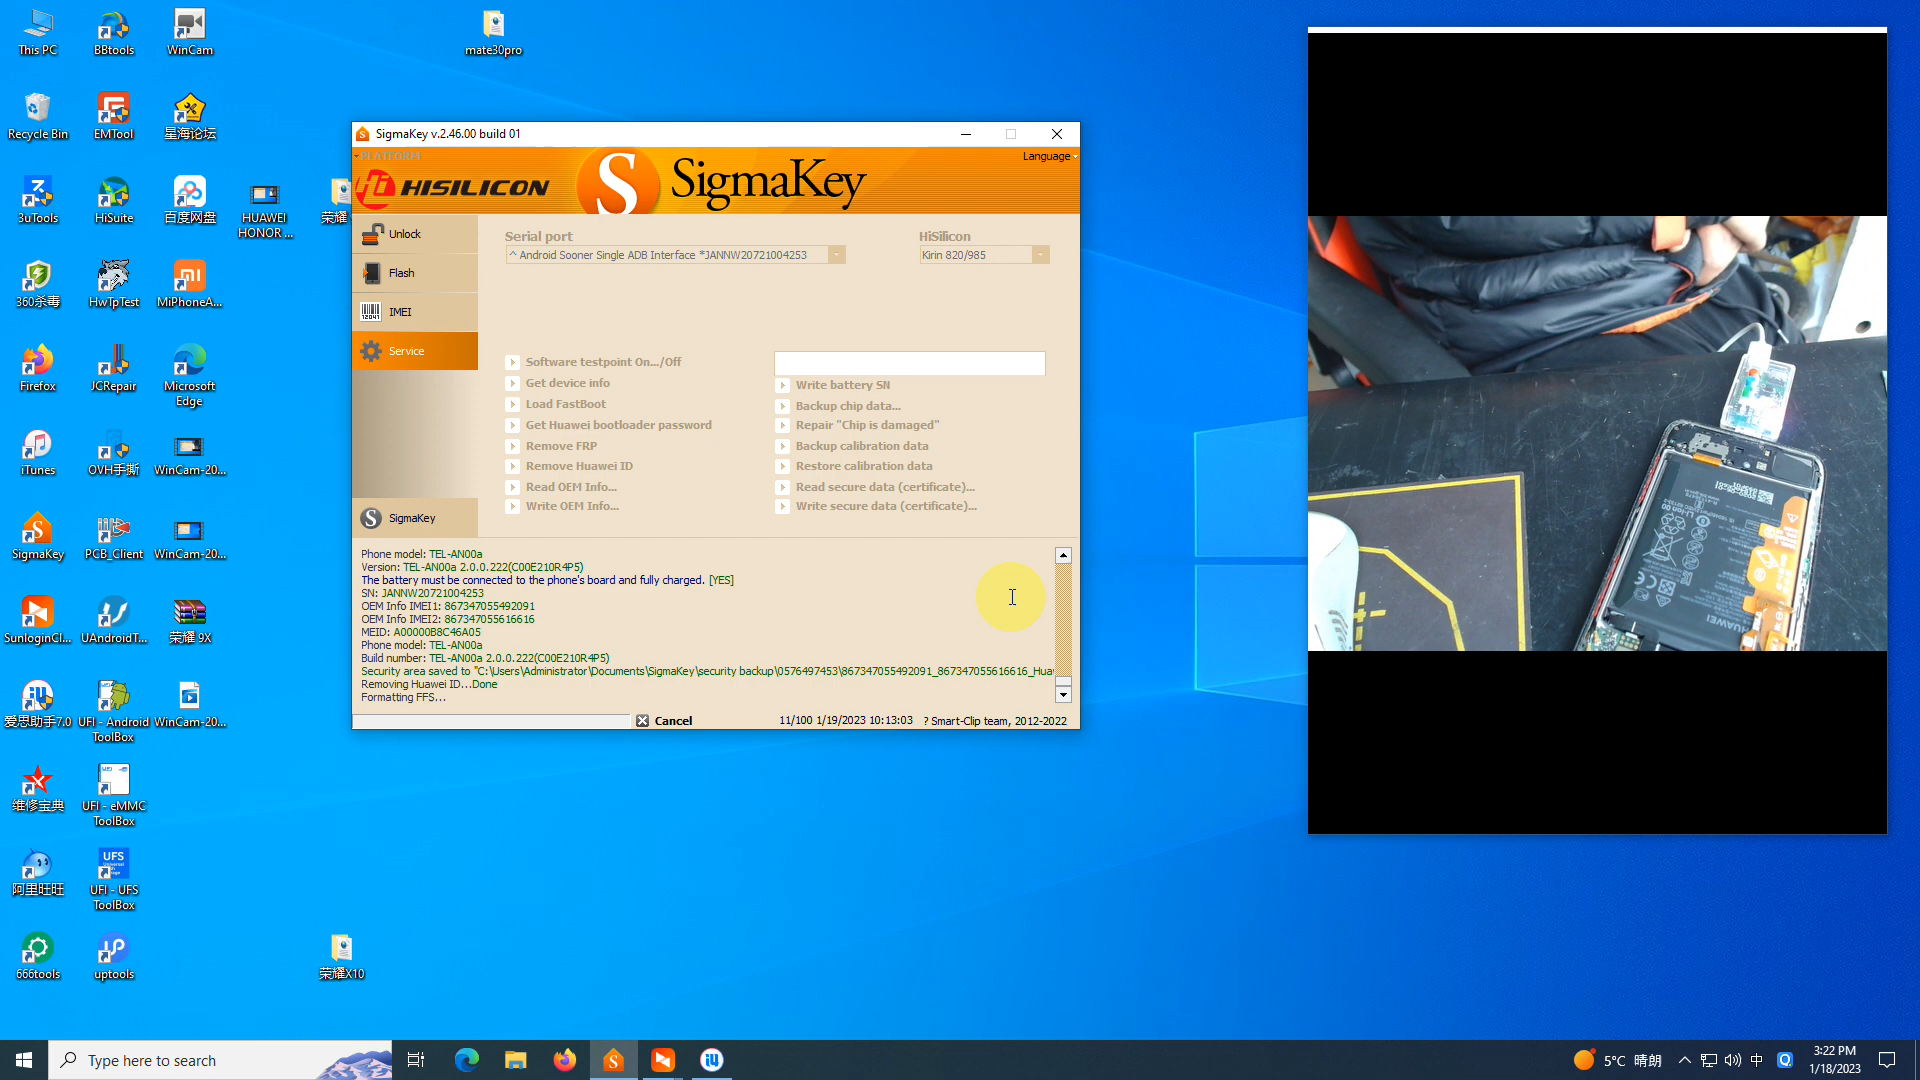 This PC
BBtools
WinCam
mate30pro
Recycle Bin
EMTool
星海论坛
3uTools
HiSuite
百度网盘
HUAWEI
HONOR ...
荣耀
360杀毒
HwTpTest
MiPhoneA...
Firefox
JCRepair
Microsoft
Edge
iTunes
OVH手撕
WinCam-20...
SigmaKey
PCB_Client
WinCam-20...
SunloginCl...
UAndroidT...
荣耀 9X
爱思助手7.0
UFI - Android
ToolBox
WinCam-20...
维修宝典
UFI - eMMC
ToolBox
阿里旺旺
UFS
UFI - UFS
ToolBox
666tools
uptools
荣耀X10
SigmaKey v.2.46.00 build 01
PLATFORM
Language
HISILICON
SigmaKey
Unlock
Flash
IMEI
Service
SigmaKey
Serial port
^ Android Sooner Single ADB Interface *JANNW20721004253
HiSilicon
Kirin 820/985
Software testpoint On.../Off
Get device info
Load FastBoot
Get Huawei bootloader password
Remove FRP
Remove Huawei ID
Read OEM Info...
Write OEM Info...
Write battery SN
Backup chip data...
Repair "Chip is damaged"
Backup calibration data
Restore calibration data
Read secure data (certificate)...
Write secure data (certificate)...
Phone model: TEL-AN00a
Version: TEL-AN00a 2.0.0.222(C00E210R4P5)
The battery must be connected to the phone's board and fully charged. [YES]
SN: JANNW20721004253
OEM Info IMEI1: 867347055492091
OEM Info IMEI2: 867347055616616
MEID: A00000B8C46A05
Phone model: TEL-AN00a
Build number: TEL-AN00a 2.0.0.222(C00E210R4P5)
Security area saved to "C:\Users\Administrator\Documents\SigmaKey\security backup\0576497453\867347055492091_867347055616616_Hua
Removing Huawei ID...Done
Formatting FFS...
Cancel
11/100 1/19/2023 10:13:03
? Smart-Clip team, 2012-2022
HUAWEI
Type here to search
5°C 晴朗
中
3:22 PM
1/18/2023